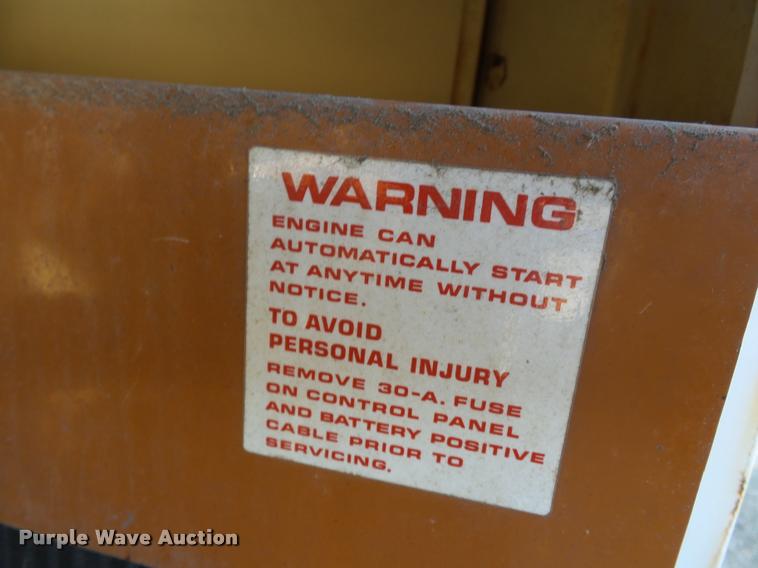 WARNING
ENGINE CAN
AUTOMATICALLY START
AT ANYTIME WITHOUT
NOTICE.
TO AVOID
PERSONAL INJURY
REMOVE 30-A. FUSE
ON CONTROL PANEL
AND BATTERY POSITIVE
CABLE PRIOR TO
SERVICING.
Purple Wave Auction